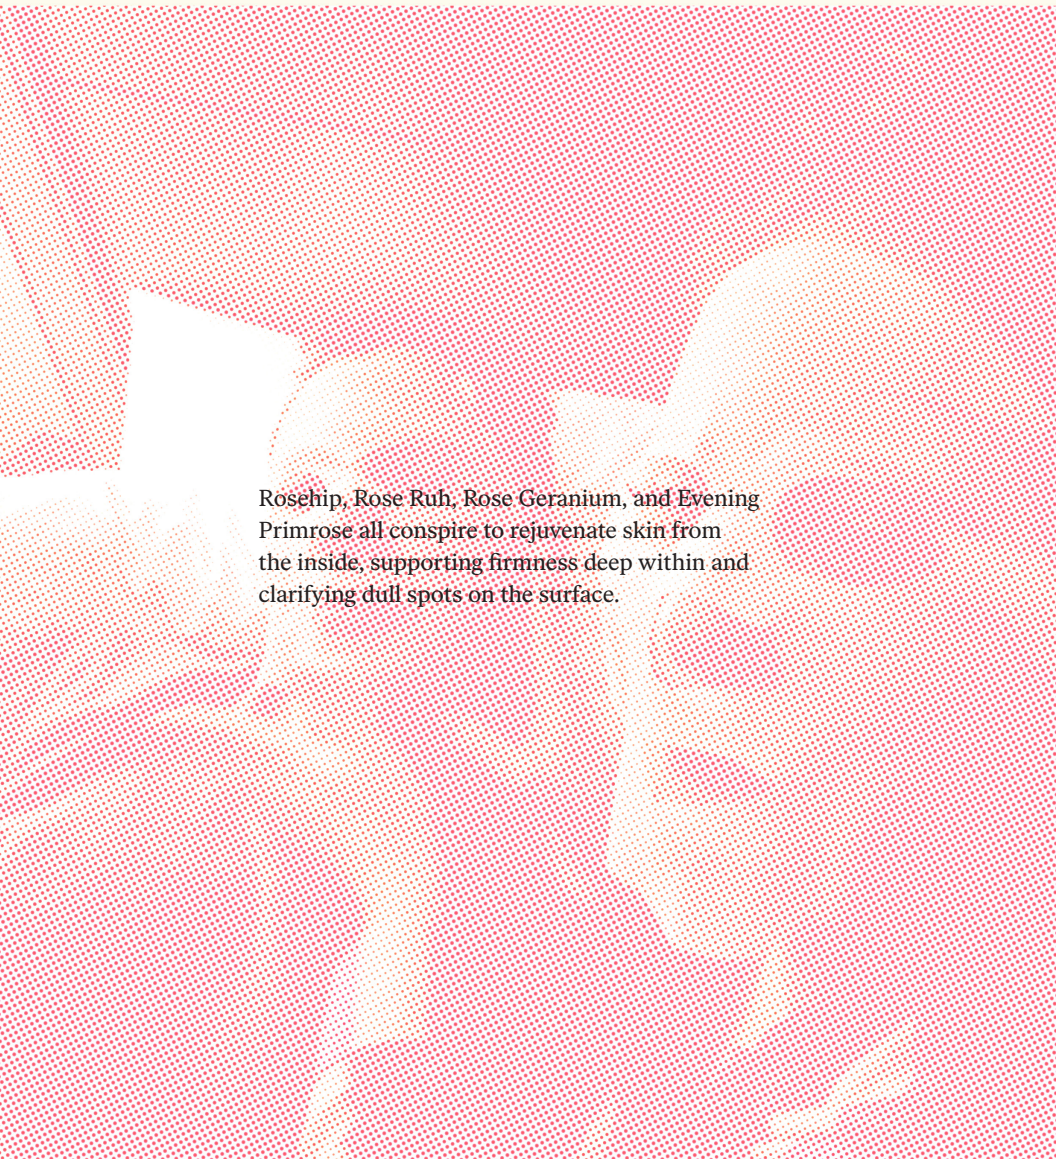 Rosehip, Rose Ruh, Rose Geranium, and Evening
Primrose all conspire to rejuvenate skin from
the inside, supporting firmness deep within and
clarifying dull spots on the surface.